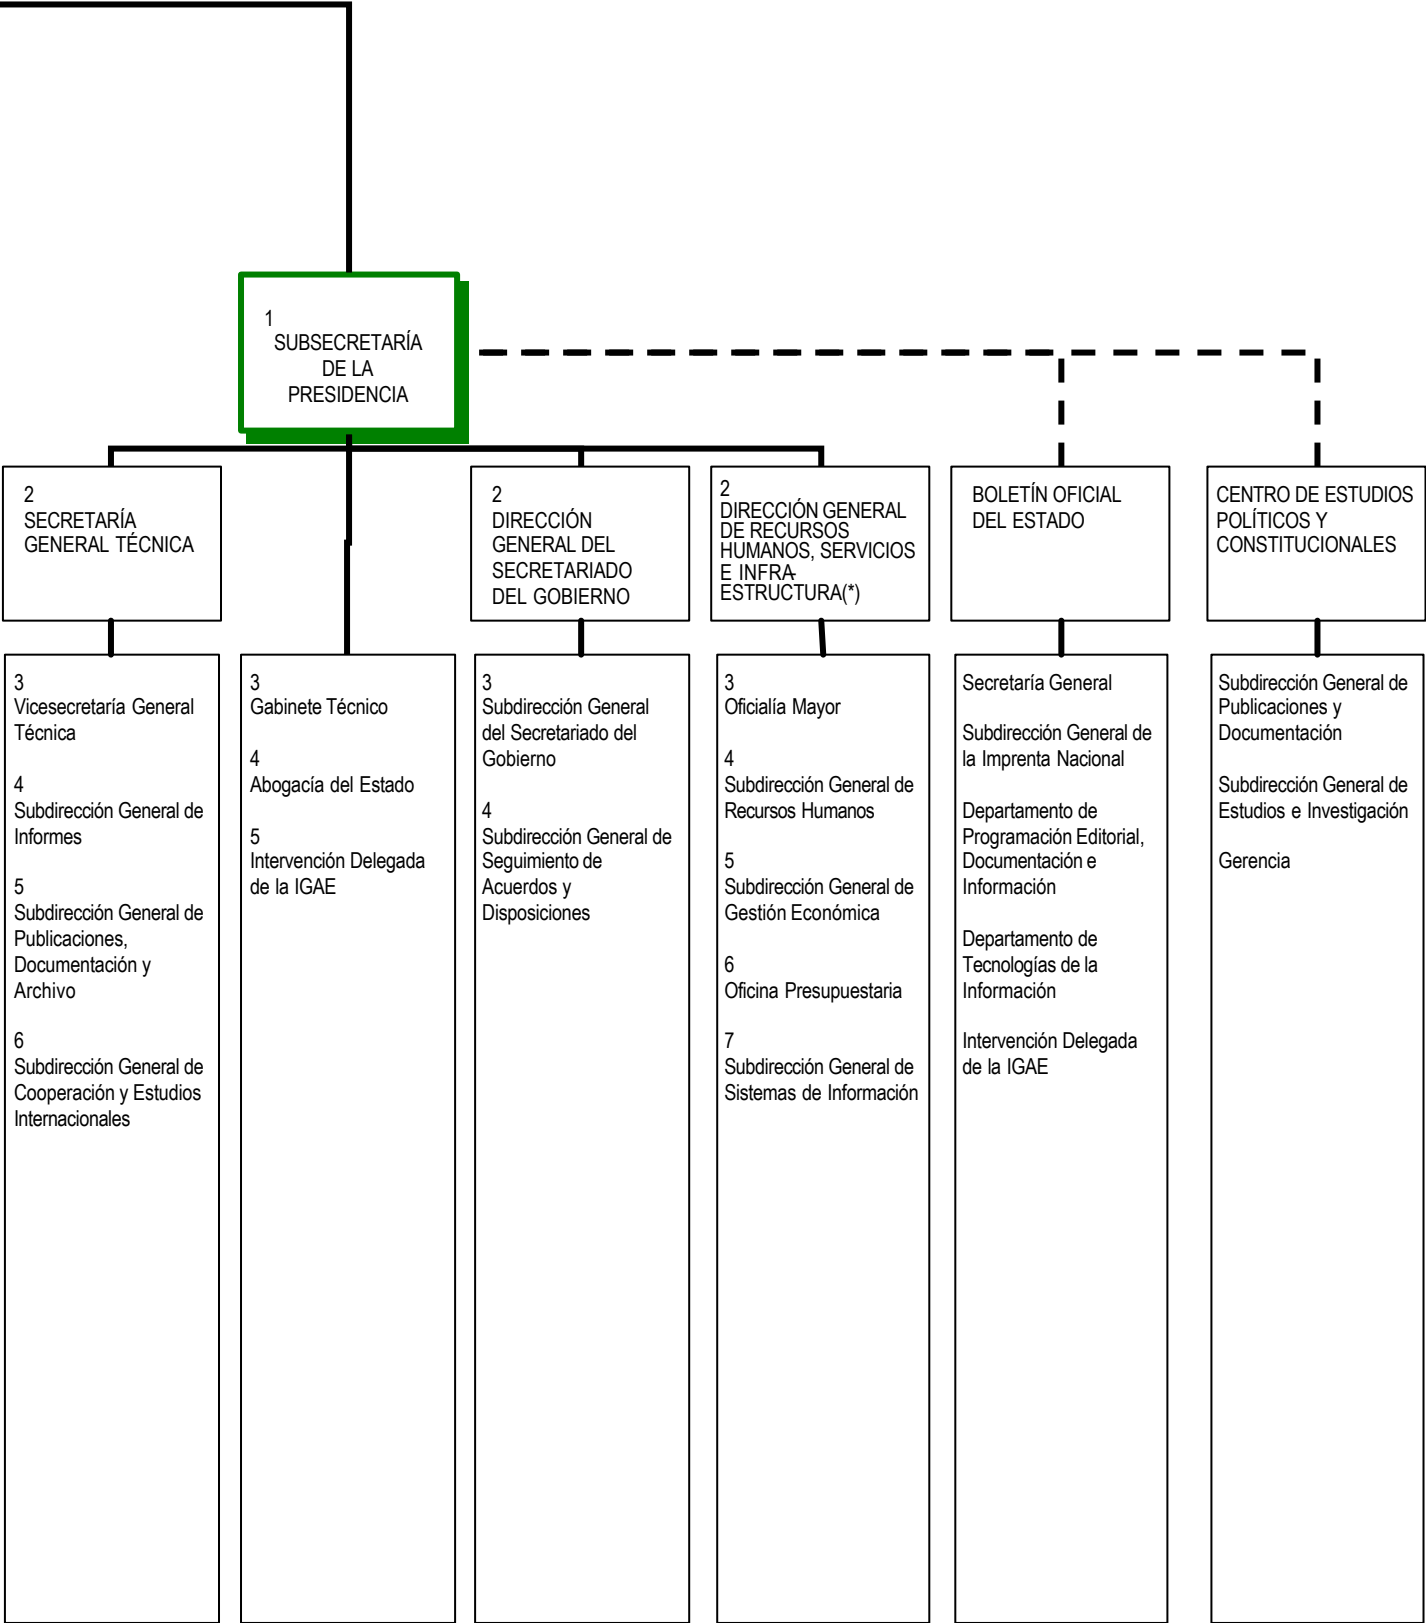 1
SUBSECRETARÍA
DE LA
PRESIDENCIA
2
SECRETARÍA
GENERAL TÉCNICA
2
DIRECCIÓN
GENERAL DEL
SECRETARIADO
DEL GOBIERNO
2
DIRECCIÓN GENERAL
DE RECURSOS
HUMANOS, SERVICIOS
E INFRA-
ESTRUCTURA(*)
BOLETÍN OFICIAL
DEL ESTADO
CENTRO DE ESTUDIOS
POLÍTICOS Y
CONSTITUCIONALES
3
Vicesecretaría General
Técnica
4
Subdirección General de
Informes
5
Subdirección General de
Publicaciones,
Documentación y
Archivo
6
Subdirección General de
Cooperación y Estudios
Internacionales
3
Gabinete Técnico
4
Abogacía del Estado
5
Intervención Delegada
de la IGAE
3
Subdirección General
del Secretariado del
Gobierno
4
Subdirección General de
Seguimiento de
Acuerdos y
Disposiciones
3
Oficialía Mayor
4
Subdirección General de
Recursos Humanos
5
Subdirección General de
Gestión Económica
6
Oficina Presupuestaria
7
Subdirección General de
Sistemas de Información
Secretaría General
Subdirección General de
la Imprenta Nacional
Departamento de
Programación Editorial,
Documentación e
Información
Departamento de
Tecnologías de la
Información
Intervención Delegada
de la IGAE
Subdirección General de
Publicaciones y
Documentación
Subdirección General de
Estudios e Investigación
Gerencia